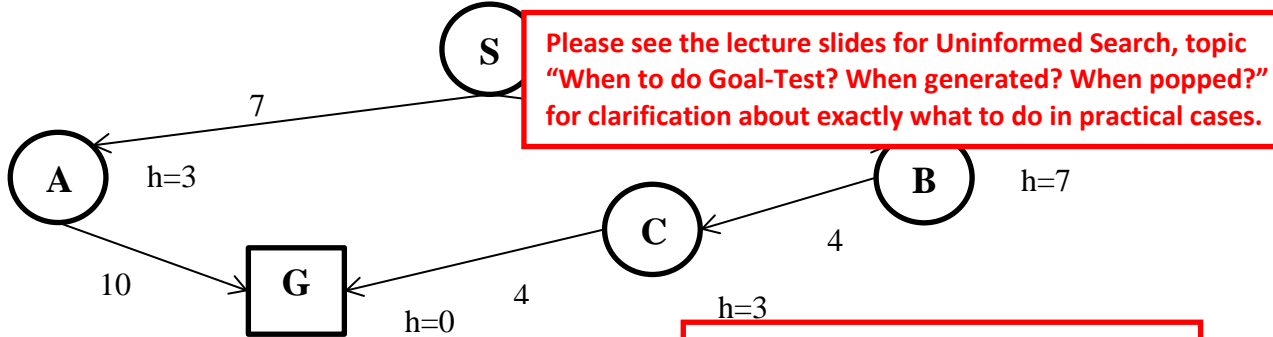 S
Please see the lecture slides for Uninformed Search, topic
“When to do Goal-Test? When generated? When popped?”
for clarification about exactly what to do in practical cases.
7
A
h=3
B
h=7
C
4
10
G
4
h=0
h=3